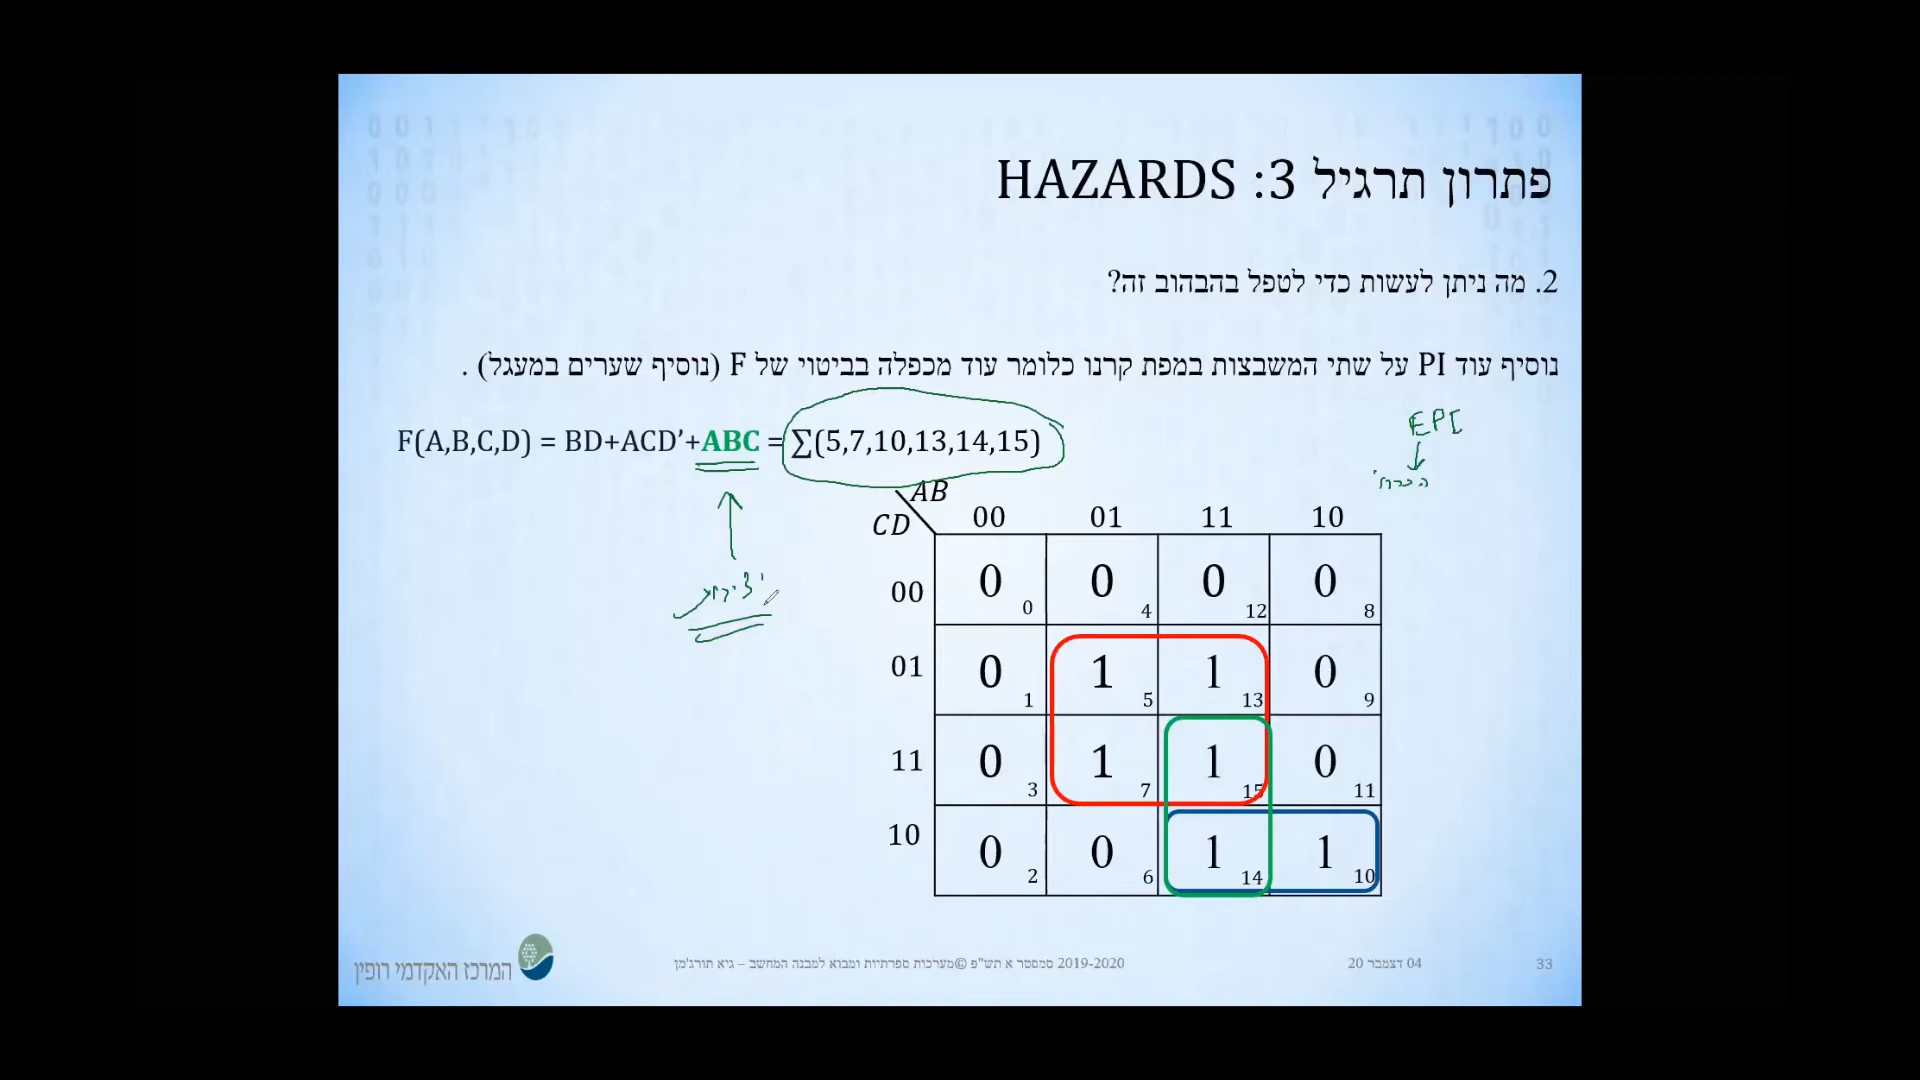 פתרון תרגיל 3: HAZARDS
2. מה ניתן לעשות כדי לטפל בהבהוב זה?
נוסיף עוד PI על שתי המשבצות במפת קרנו כלומר עוד מכפלה בביטוי של F (נוסיף שערים במעגל) .
F(A,B,C,D) = BD+ACD’+ABC = ∑(5,7,10,13,14,15)
EPI
AB
CD 00 01 11 10
00 0 0 0 4 0 12 0 8
01 0 1 1 5 1 13 0 9
11 0 3 1 7 1 15 0 11
10 0 2 0 6 1 14 1 10
המרכז האקדמי רופין
2019-2020 סמסטר א תש"פ ©מערכות ספרתיות ומבוא למבנה המחשב – גיא תורג'מן
04 דצמבר 20
33